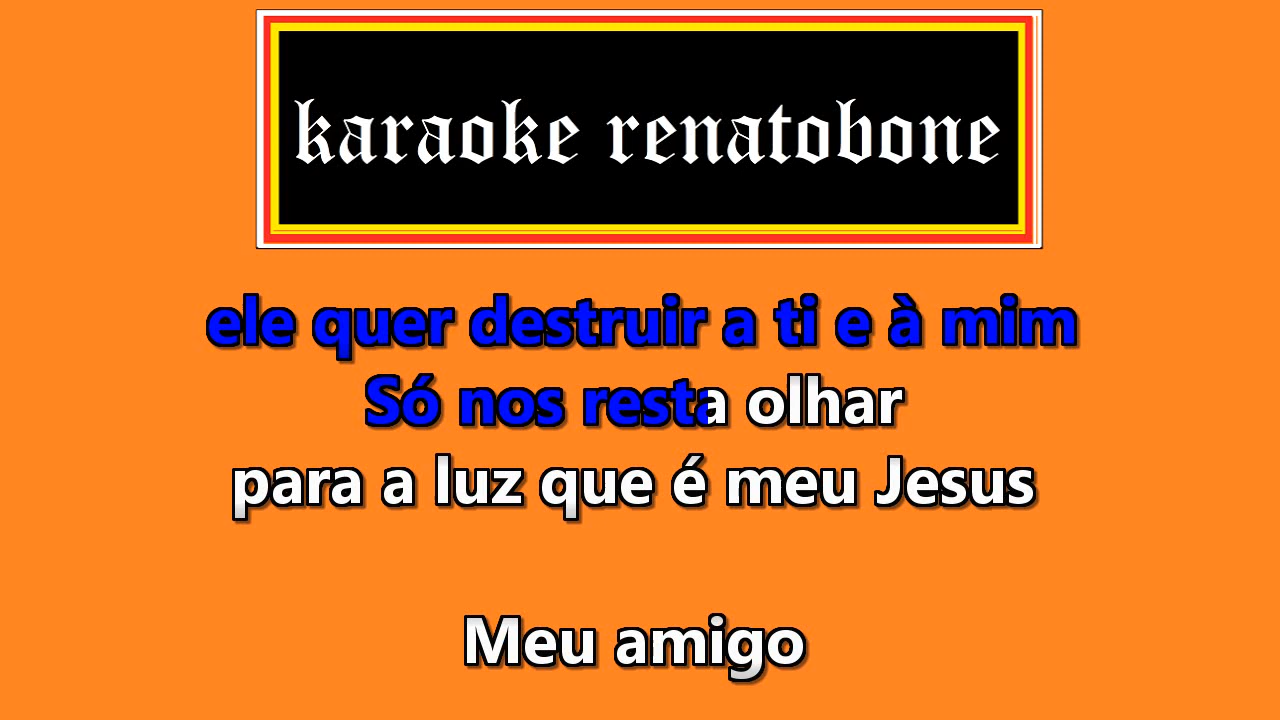 karaoke renatobone
ele quer destruir a ti e à mim
Só nos resta olhar
para a luz que é meu Jesus
Meu amigo